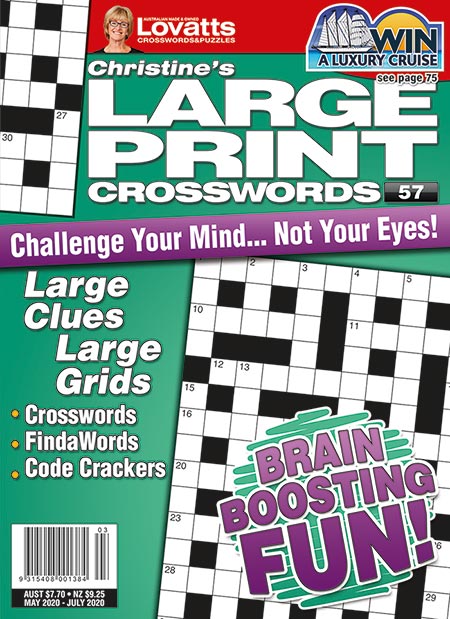 AUSTRALIAN MADE & OWNED
Lovatts
CROSSWORDS&PUZZLES
WIN
A LUXURY CRUISE
see page 75
Christine's
LARGE
PRINT
CROSSWORDS 57
27
30
Challenge Your Mind... Not Your Eyes!
Large
Clues
Large
Grids
• Crosswords
• FindaWords
• Code Crackers
2
3
4
5
10
11
12 13
15
16
20
23
28
29
BRAIN
BOOSTING
FUN!
03
9 315408 001384
AUST $7.70 • NZ $9.25
MAY 2020 - JULY 2020